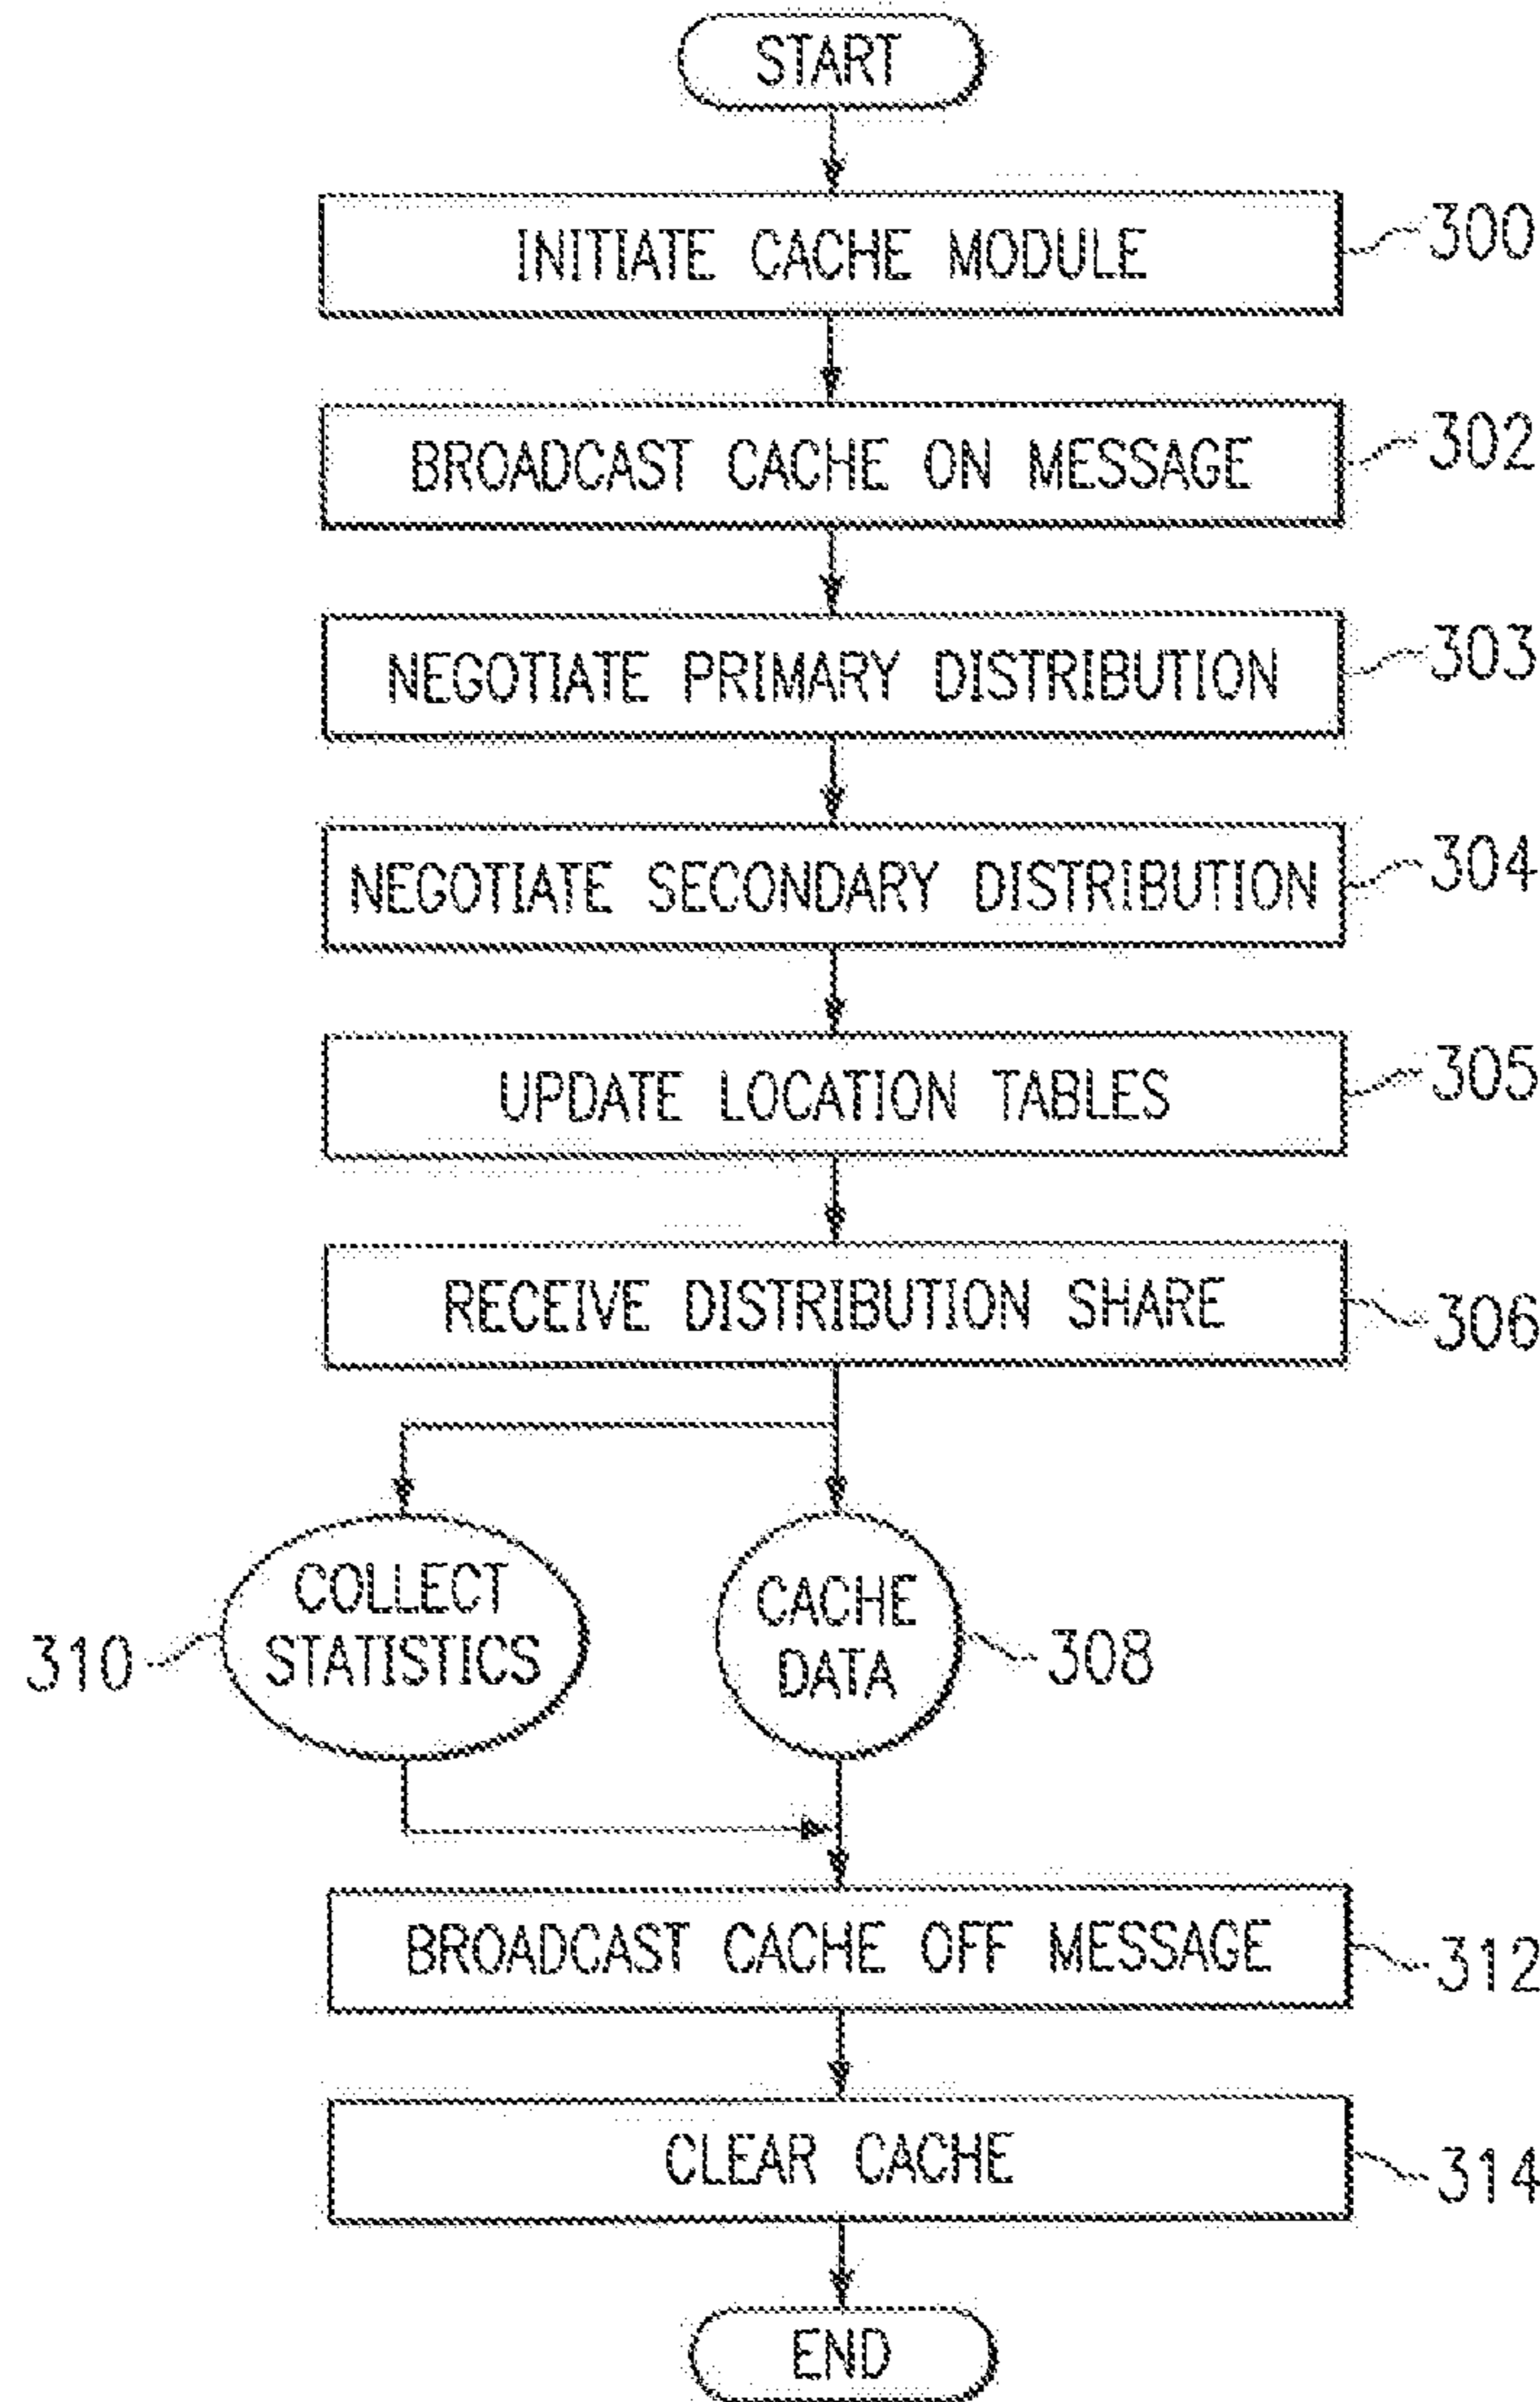 START
INITIATE CACHE MODULE
300
BROADCAST CACHE ON MESSAGE
302
NEGOTIATE PRIMARY DISTRIBUTION
303
NEGOTIATE SECONDARY DISTRIBUTION
304
UPDATE LOCATION TABLES
305
RECEIVE DISTRIBUTION SHARE
306
310
COLLECT
STATISTICS
CACHE
DATA
308
BROADCAST CACHE OFF MESSAGE
312
CLEAR CACHE
314
END